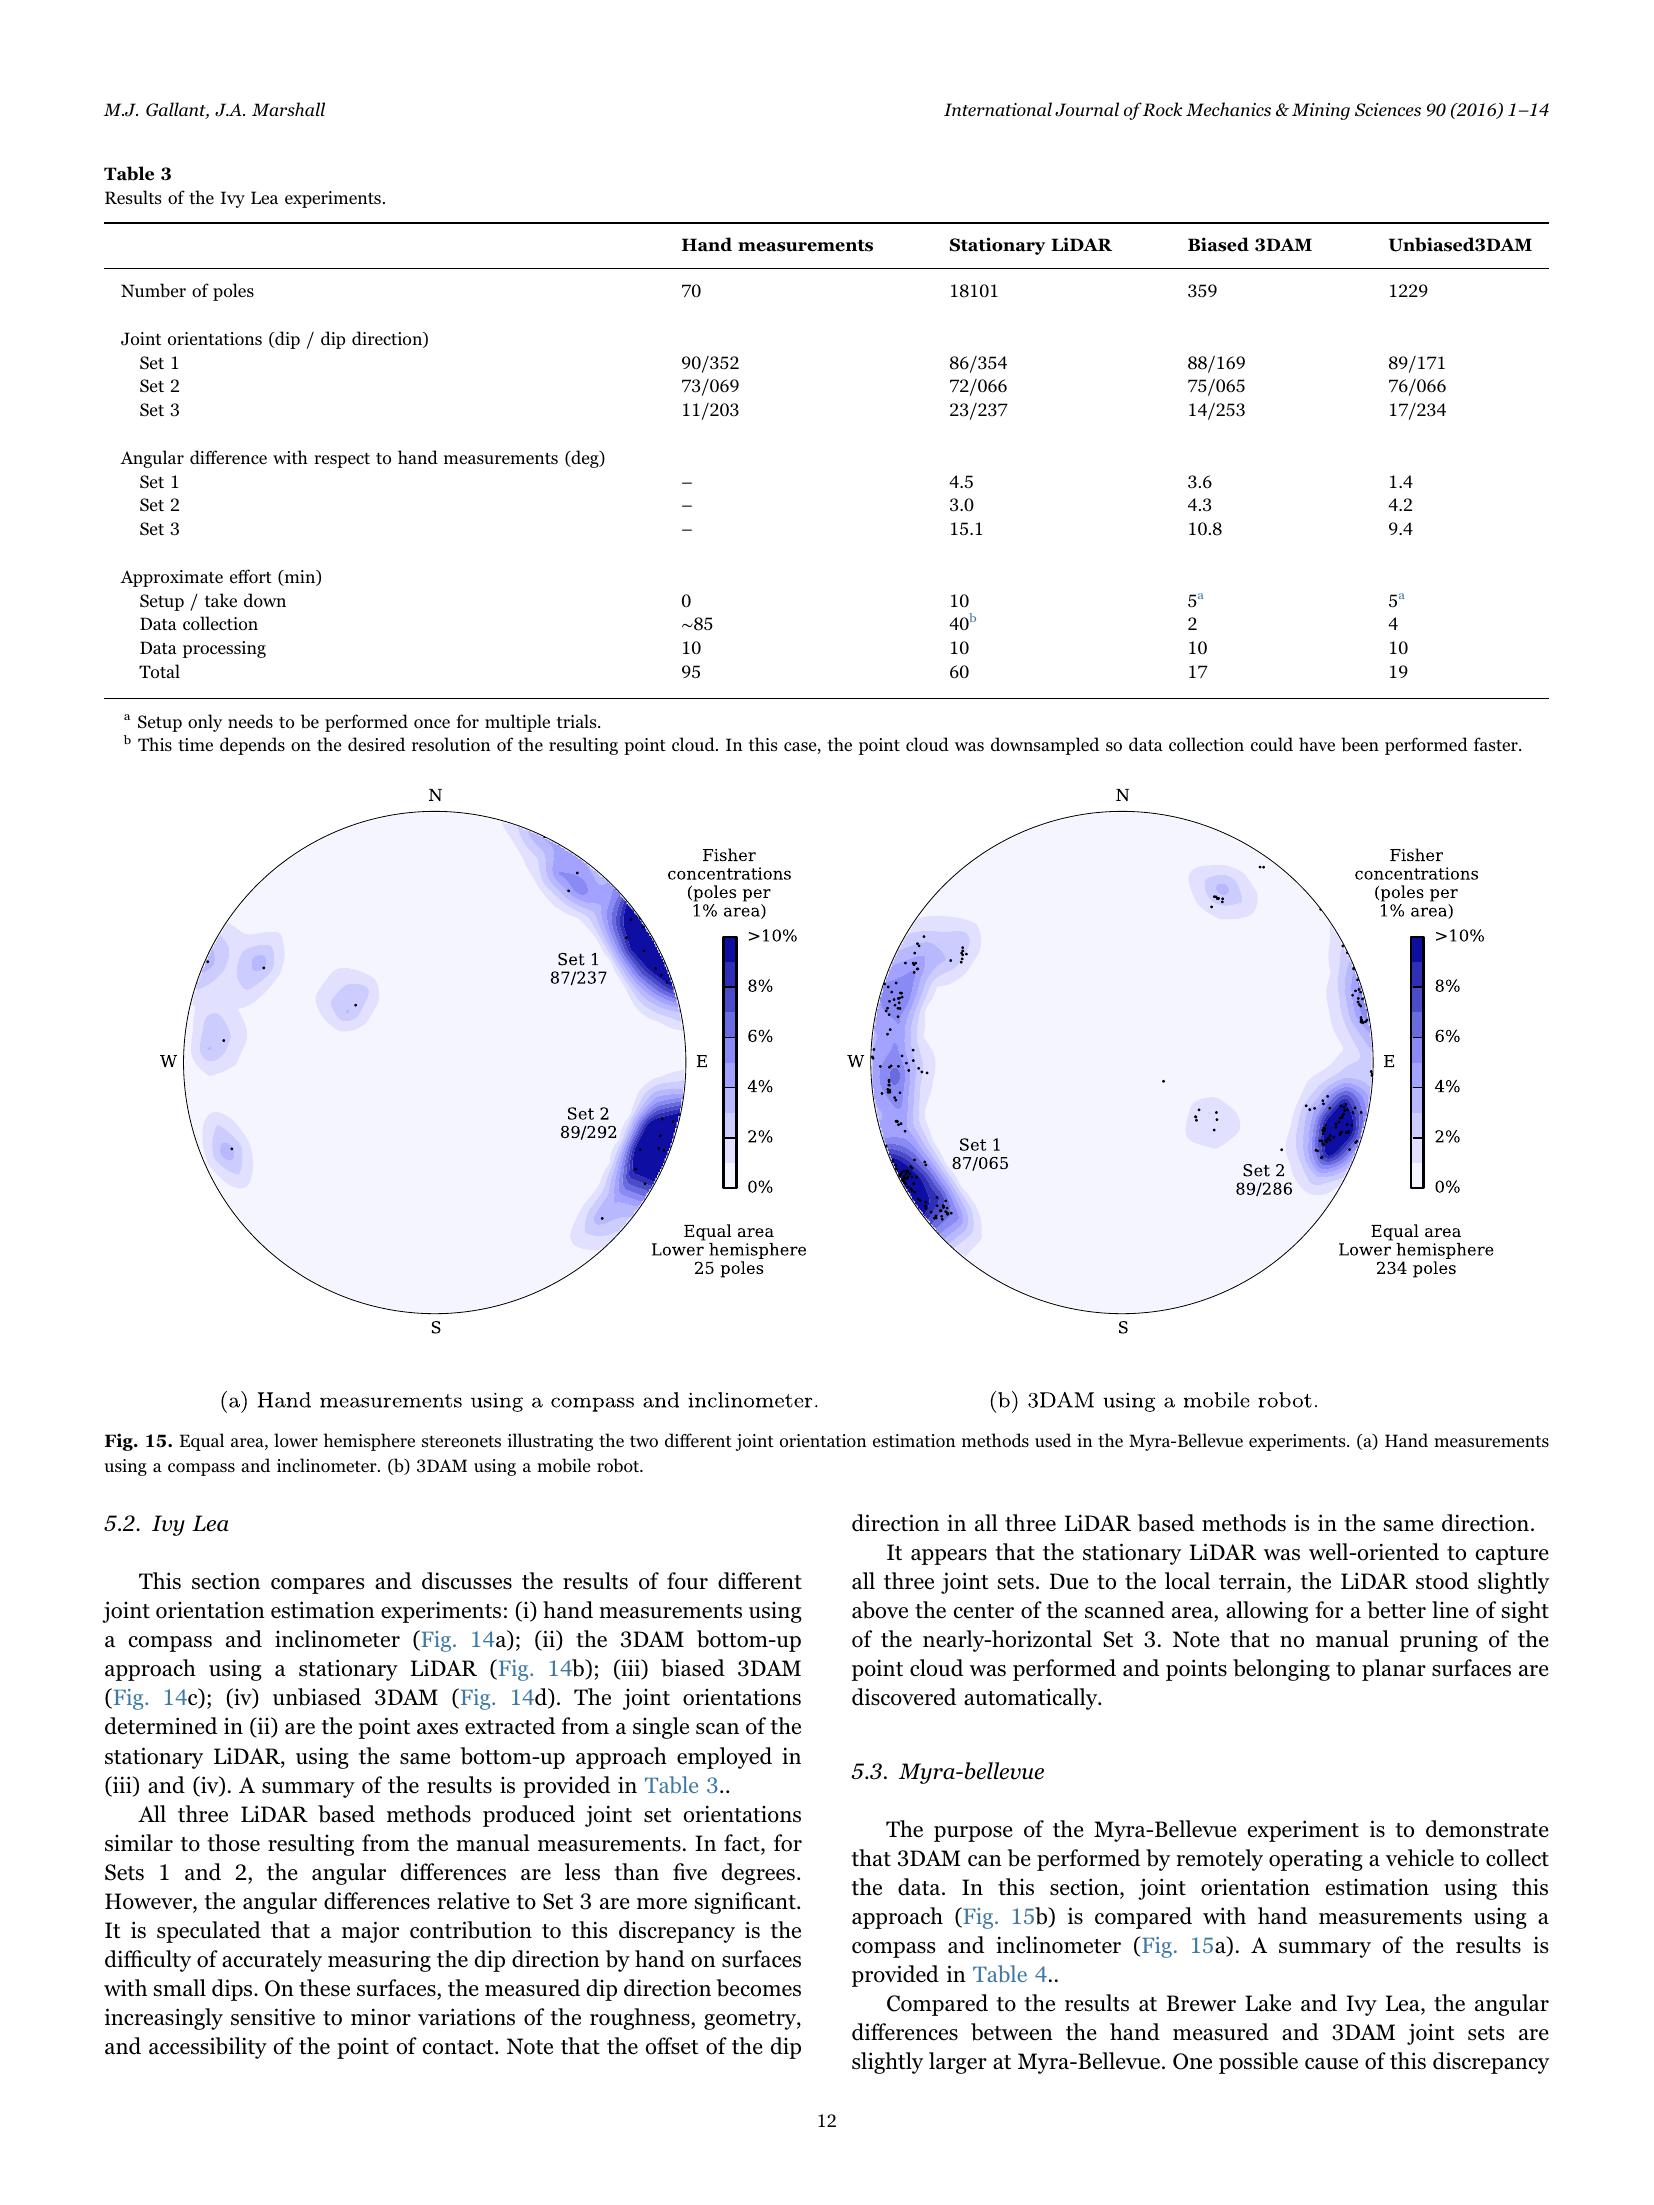 M.J. Gallant, J.A. Marshall
International Journal of Rock Mechanics & Mining Sciences 90 (2016) 1–14
Table 3
Results of the Ivy Lea experiments.
Hand measurements Stationary LiDAR Biased 3DAM Unbiased3DAM
Number of poles 70 18101 359 1229
Joint orientations (dip / dip direction)
Set 1 90/352 86/354 88/169 89/171
Set 2 73/069 72/066 75/065 76/066
Set 3 11/203 23/237 14/253 17/234
Angular difference with respect to hand measurements (deg)
Set 1 – 4.5 3.6 1.4
Set 2 – 3.0 4.3 4.2
Set 3 – 15.1 10.8 9.4
Approximate effort (min)
Setup / take down 0 10 5a 5a
Data collection ~85 40b 2 4
Data processing 10 10 10 10
Total 95 60 17 19
a Setup only needs to be performed once for multiple trials.
b This time depends on the desired resolution of the resulting point cloud. In this case, the point cloud was downsampled so data collection could have been performed faster.
N
W
E
S
Set 1
87/237
Set 2
89/292
Fisher
concentrations
(poles per
1% area)
>10%
8%
6%
4%
2%
0%
Equal area
Lower hemisphere
25 poles
N
W
E
S
Set 1
87/065
Set 2
89/286
Fisher
concentrations
(poles per
1% area)
>10%
8%
6%
4%
2%
0%
Equal area
Lower hemisphere
234 poles
(a) Hand measurements using a compass and inclinometer.
(b) 3DAM using a mobile robot.
Fig. 15. Equal area, lower hemisphere stereonets illustrating the two different joint orientation estimation methods used in the Myra-Bellevue experiments. (a) Hand measurements
using a compass and inclinometer. (b) 3DAM using a mobile robot.
5.2. Ivy Lea
This section compares and discusses the results of four different
joint orientation estimation experiments: (i) hand measurements using
a compass and inclinometer (Fig. 14a); (ii) the 3DAM bottom-up
approach using a stationary LiDAR (Fig. 14b); (iii) biased 3DAM
(Fig. 14c); (iv) unbiased 3DAM (Fig. 14d). The joint orientations
determined in (ii) are the point axes extracted from a single scan of the
stationary LiDAR, using the same bottom-up approach employed in
(iii) and (iv). A summary of the results is provided in Table 3..
All three LiDAR based methods produced joint set orientations
similar to those resulting from the manual measurements. In fact, for
Sets 1 and 2, the angular differences are less than five degrees.
However, the angular differences relative to Set 3 are more significant.
It is speculated that a major contribution to this discrepancy is the
difficulty of accurately measuring the dip direction by hand on surfaces
with small dips. On these surfaces, the measured dip direction becomes
increasingly sensitive to minor variations of the roughness, geometry,
and accessibility of the point of contact. Note that the offset of the dip
direction in all three LiDAR based methods is in the same direction.
It appears that the stationary LiDAR was well-oriented to capture
all three joint sets. Due to the local terrain, the LiDAR stood slightly
above the center of the scanned area, allowing for a better line of sight
of the nearly-horizontal Set 3. Note that no manual pruning of the
point cloud was performed and points belonging to planar surfaces are
discovered automatically.
5.3. Myra-bellevue
The purpose of the Myra-Bellevue experiment is to demonstrate
that 3DAM can be performed by remotely operating a vehicle to collect
the data. In this section, joint orientation estimation using this
approach (Fig. 15b) is compared with hand measurements using a
compass and inclinometer (Fig. 15a). A summary of the results is
provided in Table 4..
Compared to the results at Brewer Lake and Ivy Lea, the angular
differences between the hand measured and 3DAM joint sets are
slightly larger at Myra-Bellevue. One possible cause of this discrepancy
12